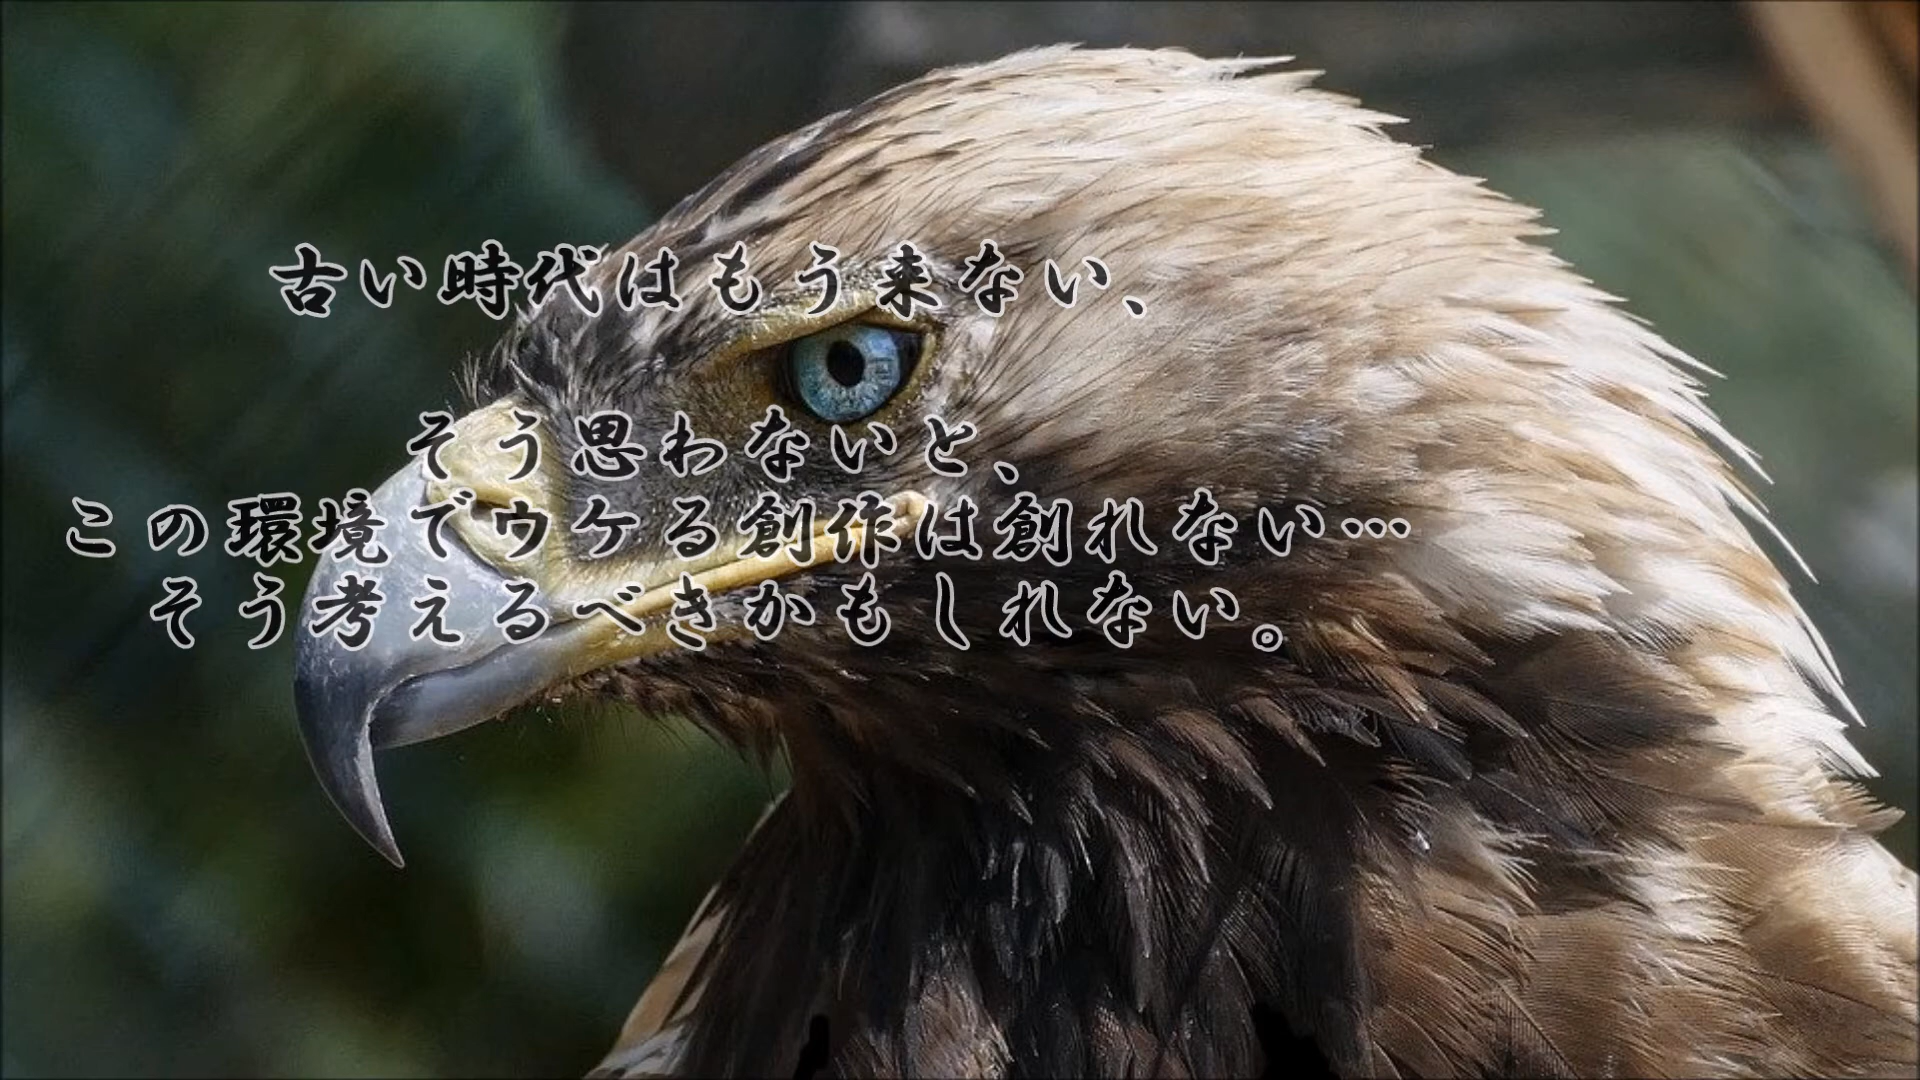 古い時代はもう来ない、
そう思わないと、
この環境でウケる創作は創れない…
そう考えるべきかもしれない。